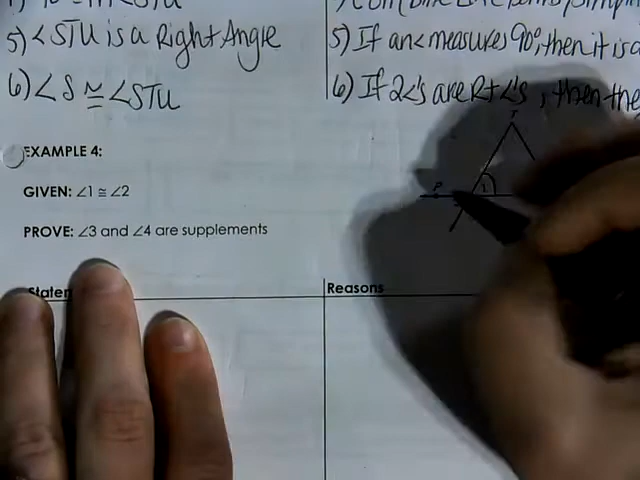 5) ∠STU is a Right Angle
6) ∠S ≅ ∠STU
5) If an ∠ measures 90°, then it is a
6) If 2∠'s are Rt ∠'s, then the
EXAMPLE 4:
GIVEN: ∠1 ≅ ∠2
PROVE: ∠3 and ∠4 are supplements
T
P
1
Reasons